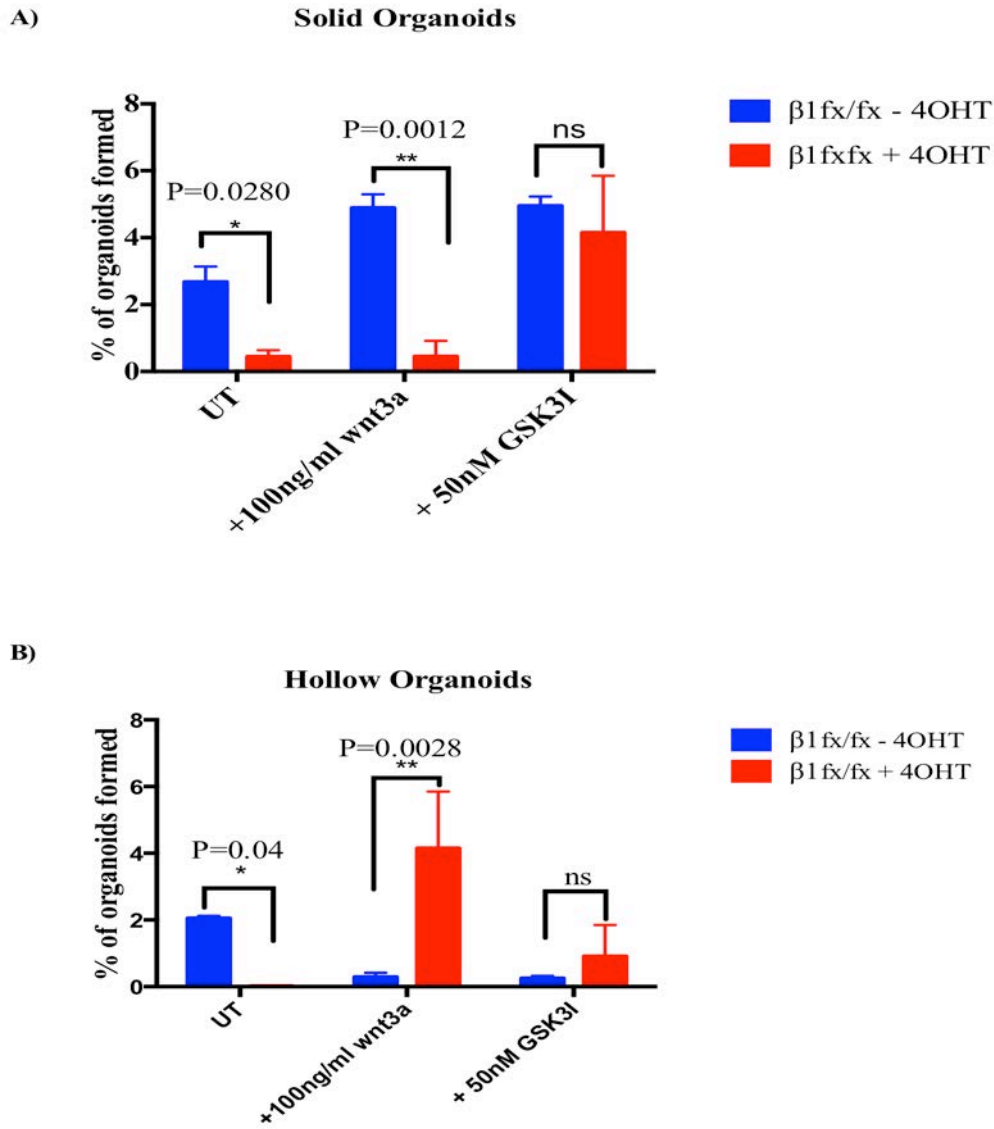 A)
Solid Organoids
β1fx/fx - 4OHT
β1fxfx + 4OHT
% of organoids formed
8
6
4
2
0
P=0.0280
*
P=0.0012
**
ns
UT
+100ng/ml wnt3a
+ 50nM GSK3I
B)
Hollow Organoids
β1fx/fx - 4OHT
β1fx/fx + 4OHT
% of organoids formed
8
6
4
2
0
P=0.04
*
P=0.0028
**
ns
UT
+100ng/ml wnt3a
+ 50nM GSK3I